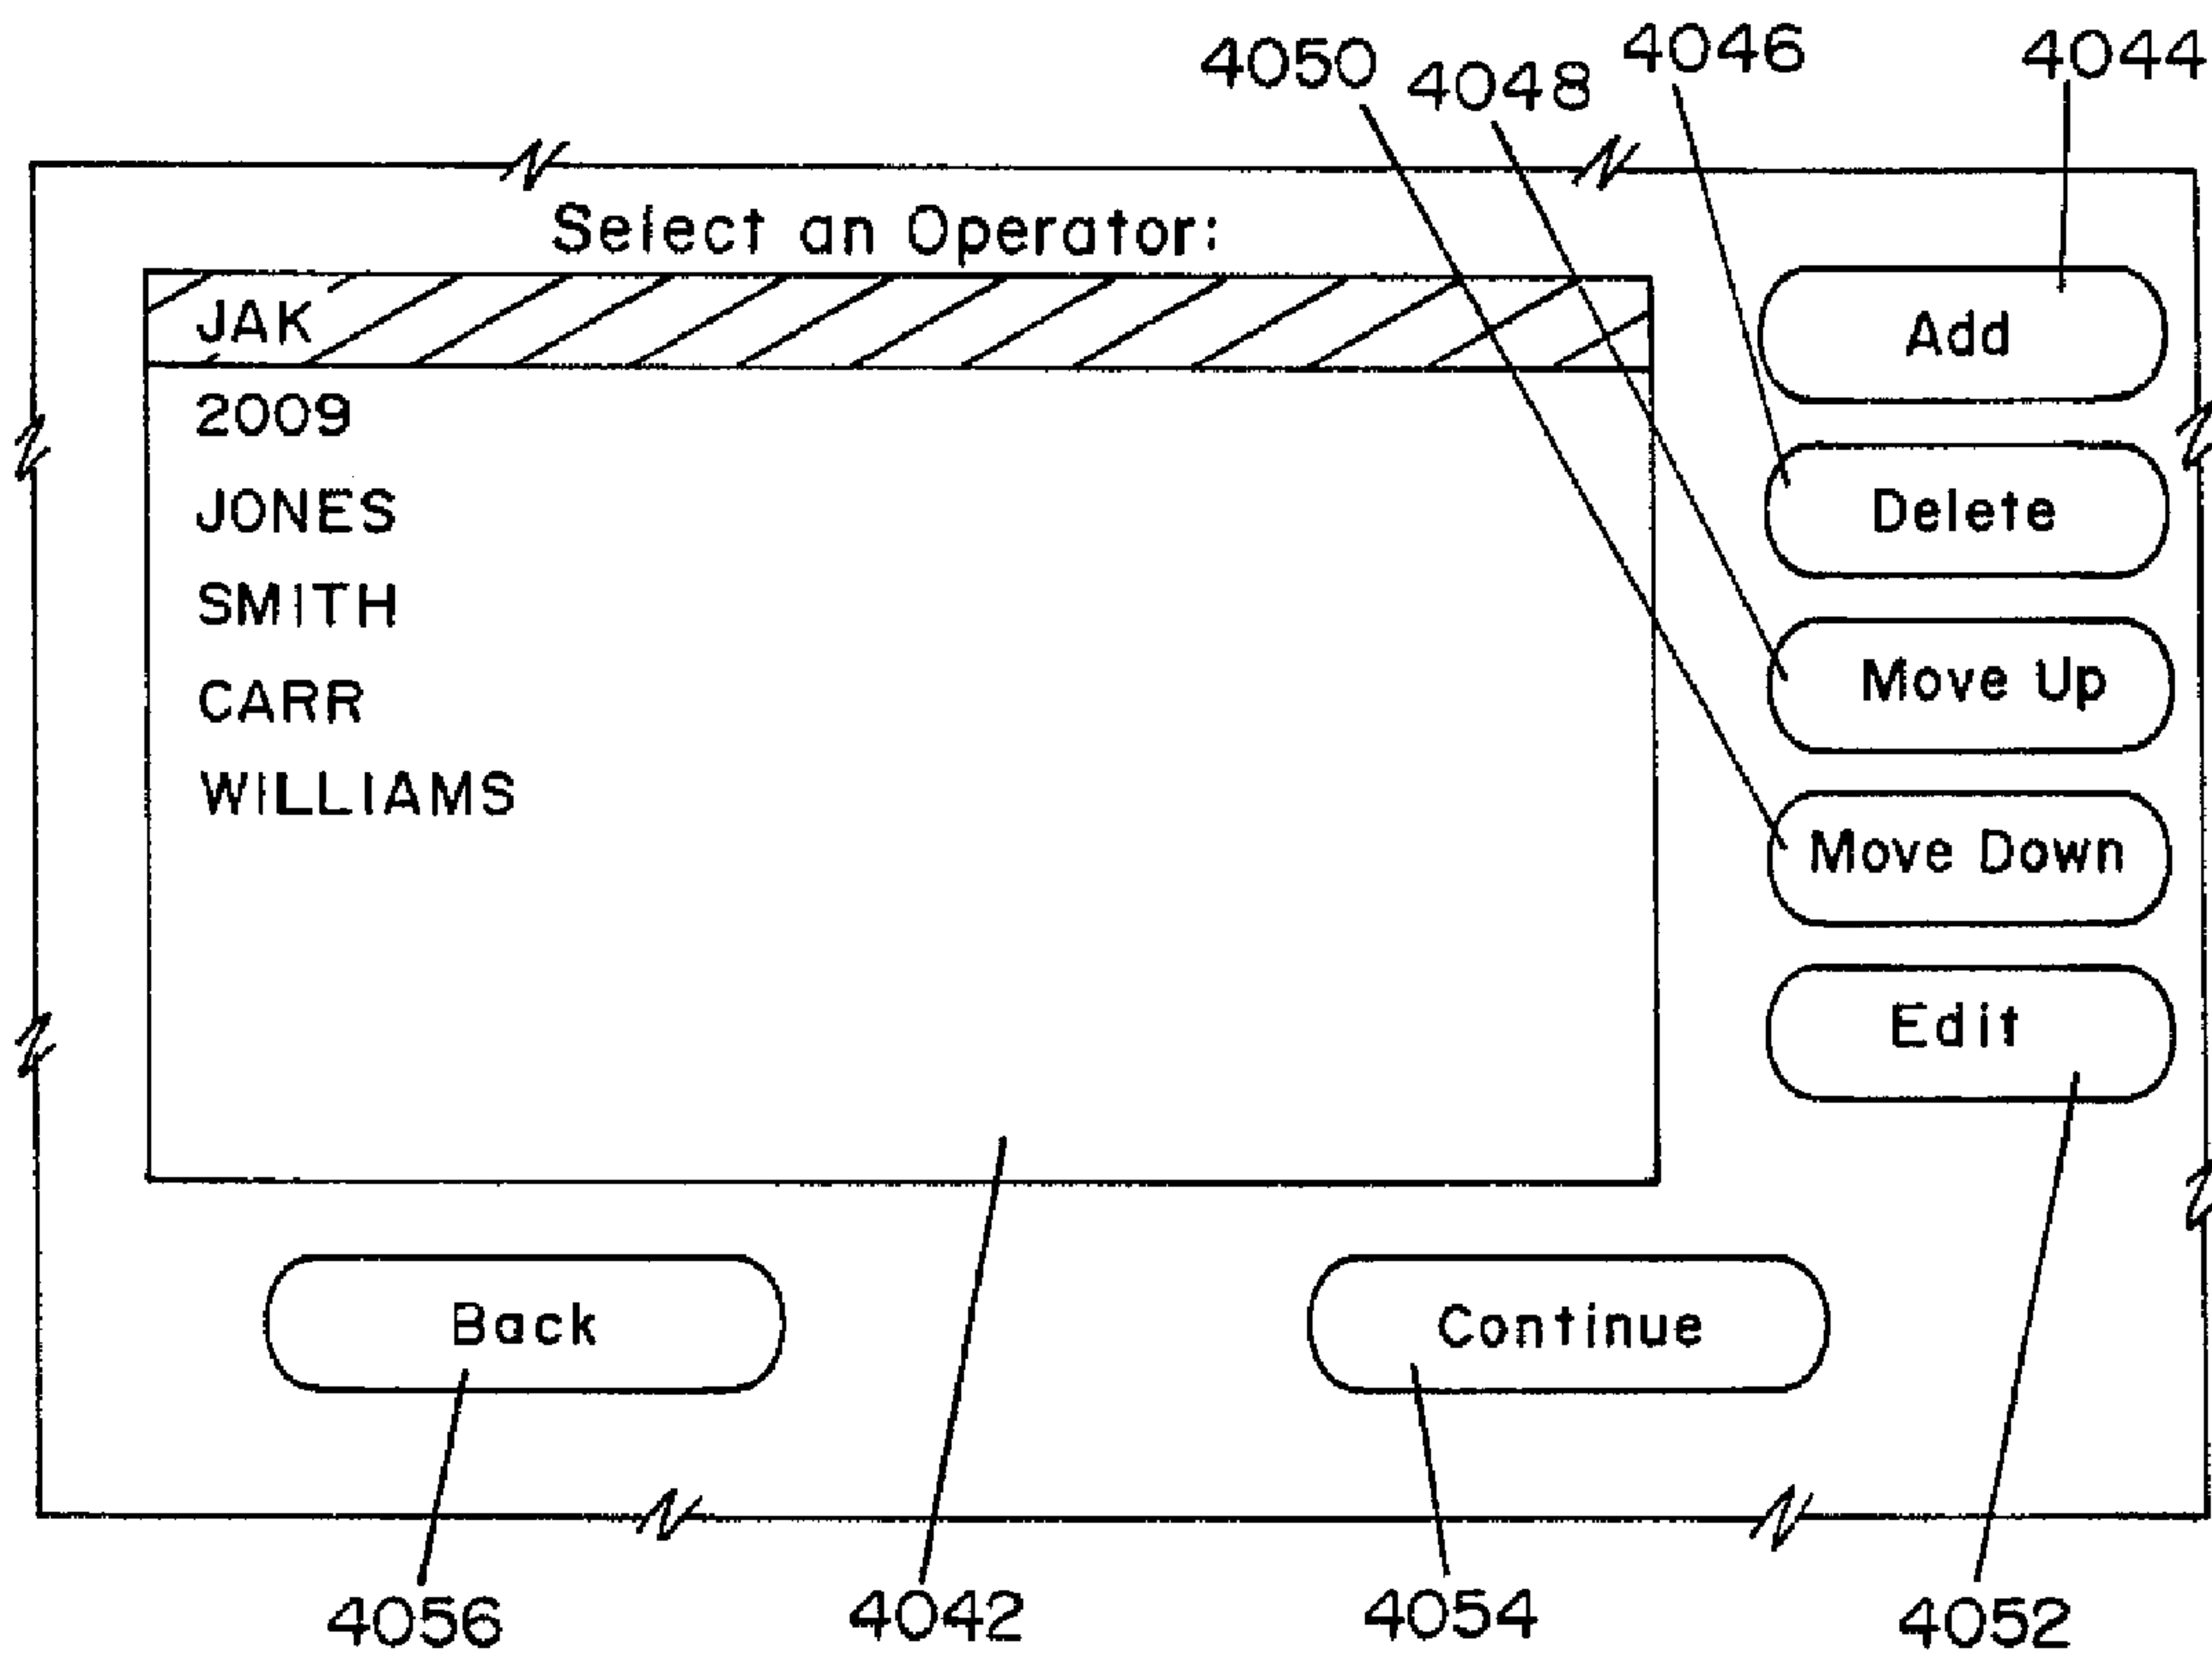 4050 4048 4046 4044
Select an Operator:
JAK
2009
JONES
SMITH
CARR
WILLIAMS
Add
Delete
Move Up
Move Down
Edit
Back
Continue
4056 4042 4054 4052